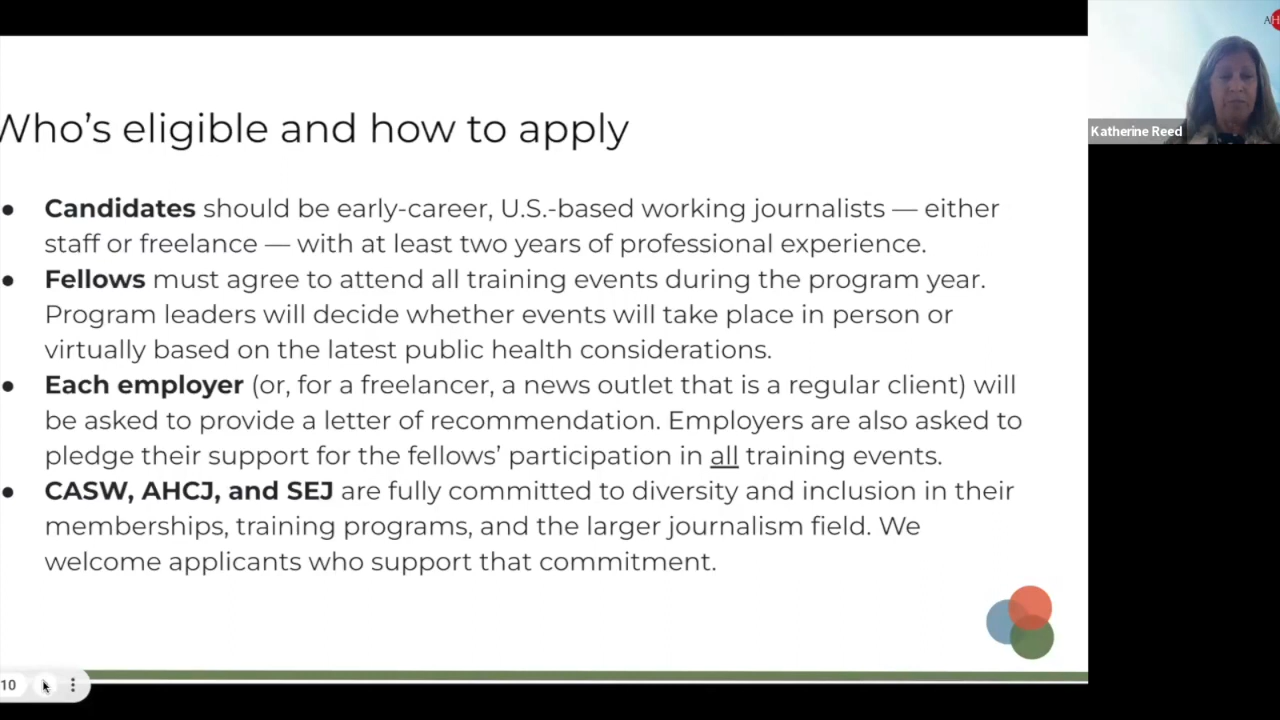 Who's eligible and how to apply
● Candidates should be early-career, U.S.-based working journalists — either
staff or freelance — with at least two years of professional experience.
● Fellows must agree to attend all training events during the program year.
Program leaders will decide whether events will take place in person or
virtually based on the latest public health considerations.
● Each employer (or, for a freelancer, a news outlet that is a regular client) will
be asked to provide a letter of recommendation. Employers are also asked to
pledge their support for the fellows' participation in all training events.
● CASW, AHCJ, and SEJ are fully committed to diversity and inclusion in their
memberships, training programs, and the larger journalism field. We
welcome applicants who support that commitment.
10
Katherine Reed